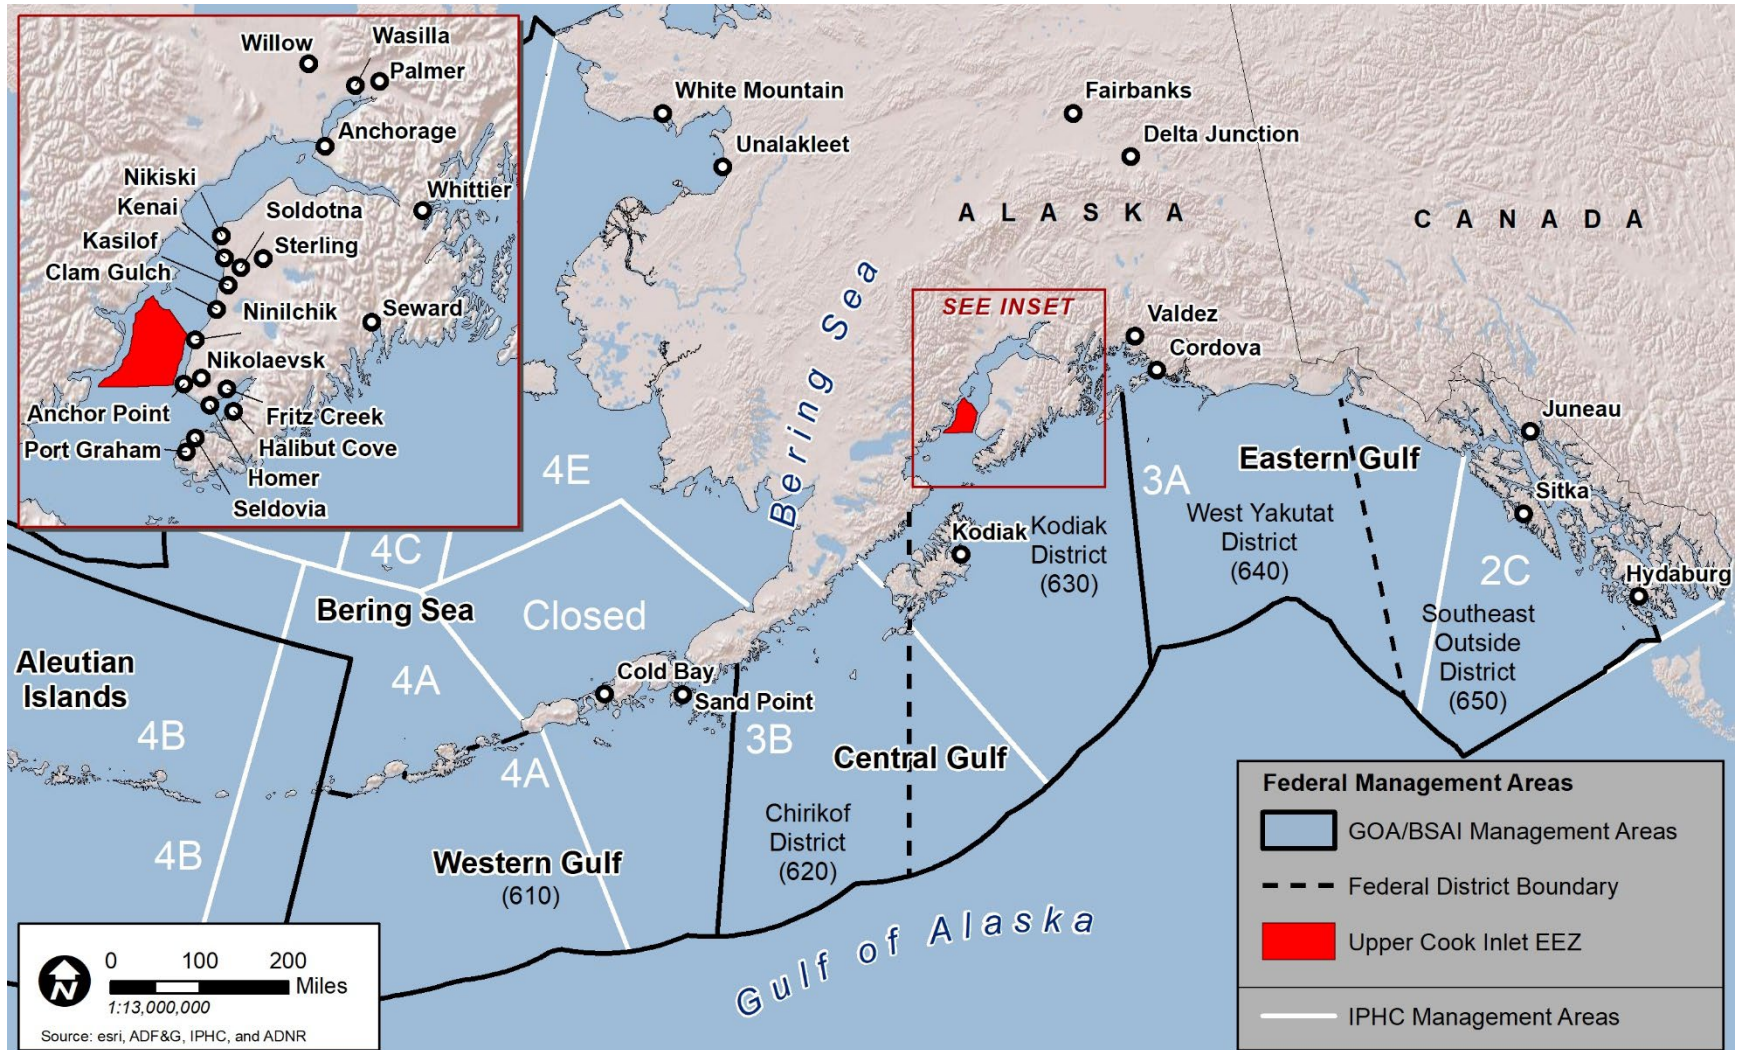 Willow
Wasilla
Palmer
Anchorage
Nikiski
Kenai
Soldotna
Whittier
Kasilof
Sterling
Clam Gulch
Ninilchik
Seward
Nikolaevsk
Anchor Point
Fritz Creek
Port Graham
Halibut Cove
Homer
Seldovia
White Mountain
Unalakleet
Fairbanks
Delta Junction
ALASKA
CANADA
Bering Sea
SEE INSET
Valdez
Cordova
Juneau
Sitka
Hydaburg
Kodiak
Cold Bay
Sand Point
4E
4C
Closed
Bering Sea
4A
Aleutian
Islands
4B
4B
4A
3B
3A
2C
Eastern Gulf
Kodiak
District
(630)
West Yakutat
District
(640)
Southeast
Outside
District
(650)
Central Gulf
Chirikof
District
(620)
Western Gulf
(610)
Gulf of Alaska
N
0 100 200
Miles
1:13,000,000
Source: esri, ADF&G, IPHC, and ADNR
Federal Management Areas
GOA/BSAI Management Areas
Federal District Boundary
Upper Cook Inlet EEZ
IPHC Management Areas